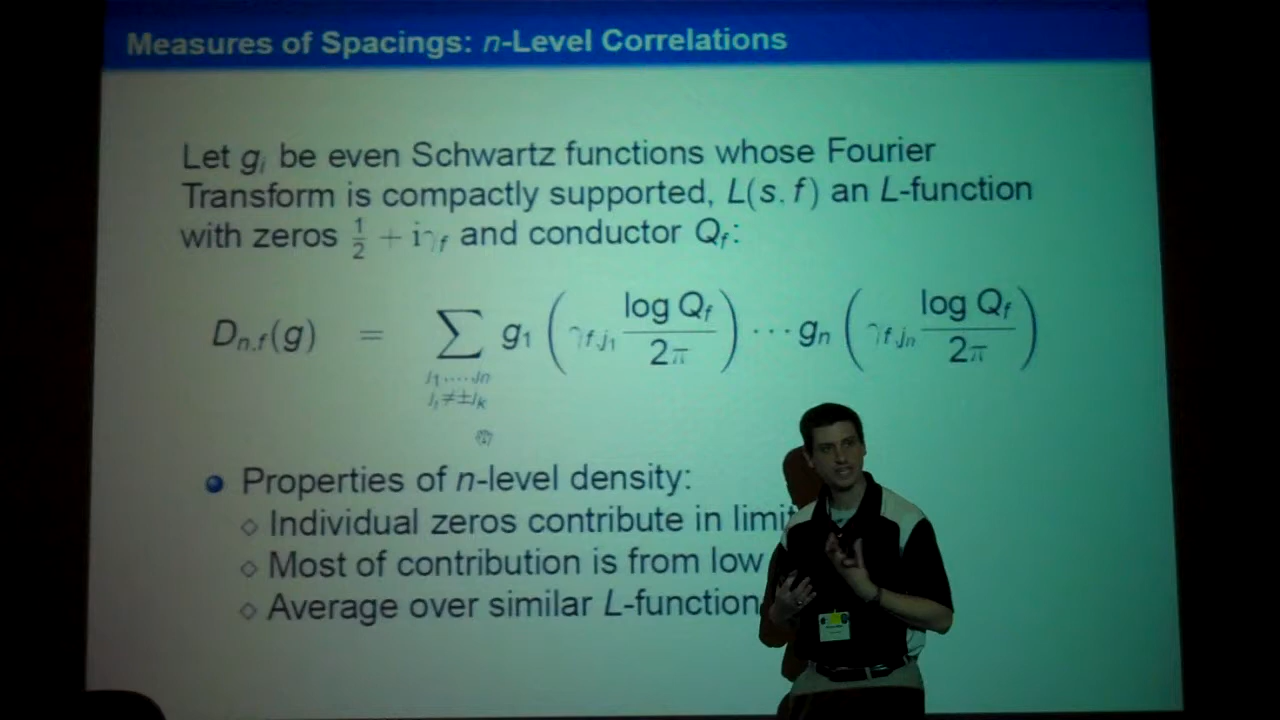 Measures of Spacings: n-Level Correlations
Let g_i be even Schwartz functions whose Fourier
Transform is compactly supported, L(s, f) an L-function
with zeros 1/2 + iγ_f and conductor Q_f:
D_{n,f}(g) = ∑_{j_1,...,j_n; j_i≠±j_k} g_1 (γ_{f,j_1} log Q_f / 2π) ··· g_n (γ_{f,j_n} log Q_f / 2π)
Properties of n-level density:
◇ Individual zeros contribute in limit
◇ Most of contribution is from low
◇ Average over similar L-function